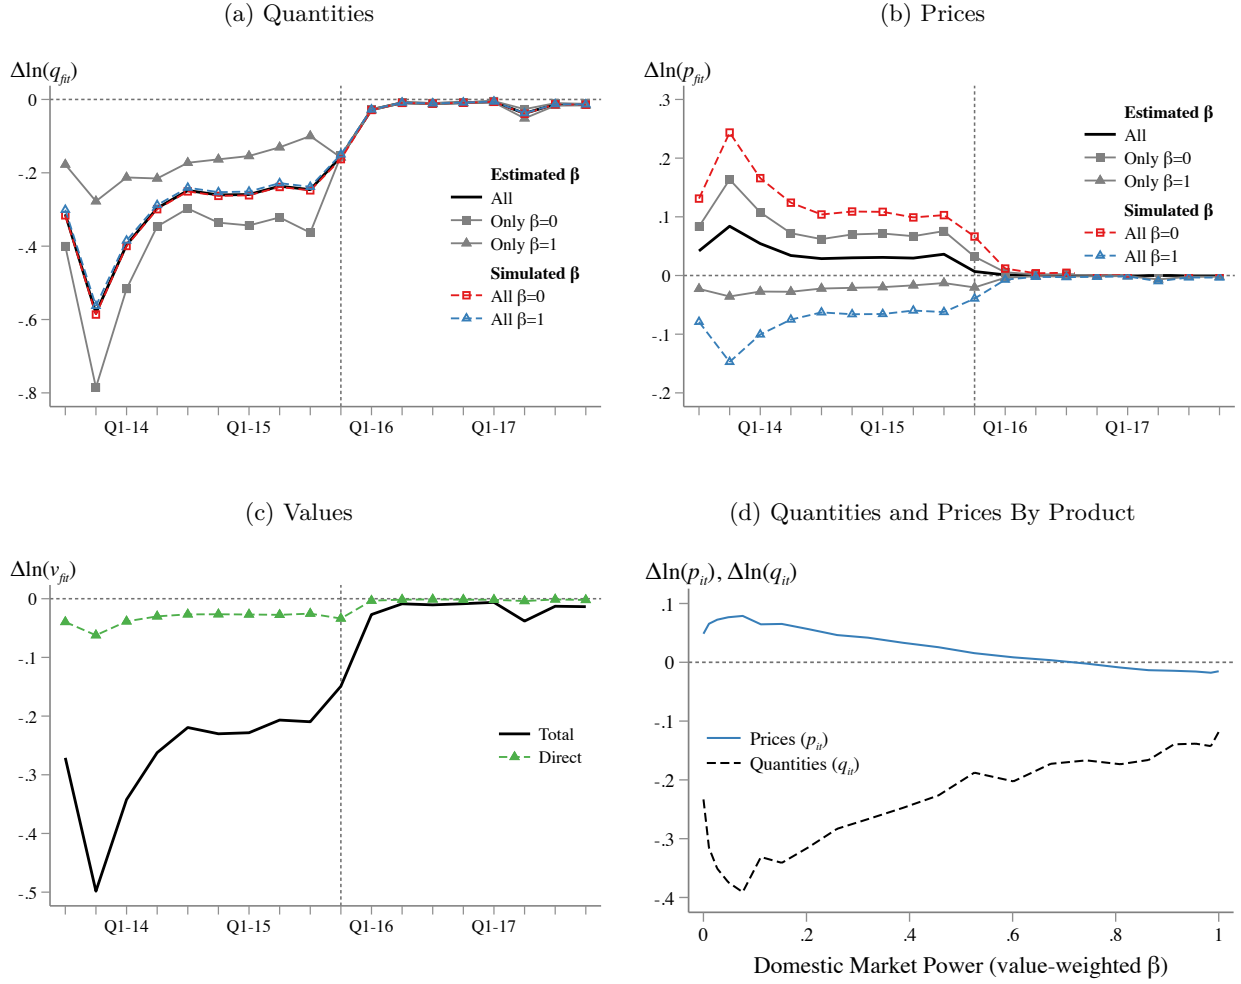 (a) Quantities
Δln(q_fit)
0
-.2
-.4
-.6
-.8
Q1-14
Q1-15
Q1-16
Q1-17
Estimated β
All
Only β=0
Only β=1
Simulated β
All β=0
All β=1
(b) Prices
Δln(p_fit)
.3
.2
.1
0
-.1
-.2
Q1-14
Q1-15
Q1-16
Q1-17
Estimated β
All
Only β=0
Only β=1
Simulated β
All β=0
All β=1
(c) Values
Δln(v_fit)
0
-.1
-.2
-.3
-.4
-.5
Q1-14
Q1-15
Q1-16
Q1-17
Total
Direct
(d) Quantities and Prices By Product
Δln(p_it), Δln(q_it)
.1
0
-.1
-.2
-.3
-.4
Prices (p_it)
Quantities (q_it)
0
.2
.4
.6
.8
1
Domestic Market Power (value-weighted β)